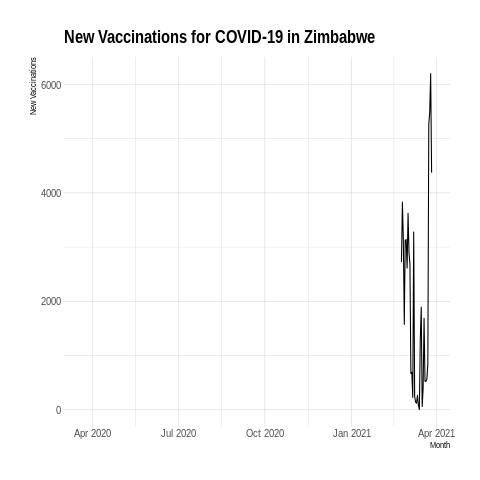 New Vaccinations for COVID-19 in Zimbabwe
New Vaccinations
6000
4000
2000
0
Apr 2020 Jul 2020 Oct 2020 Jan 2021 Apr 2021
Month